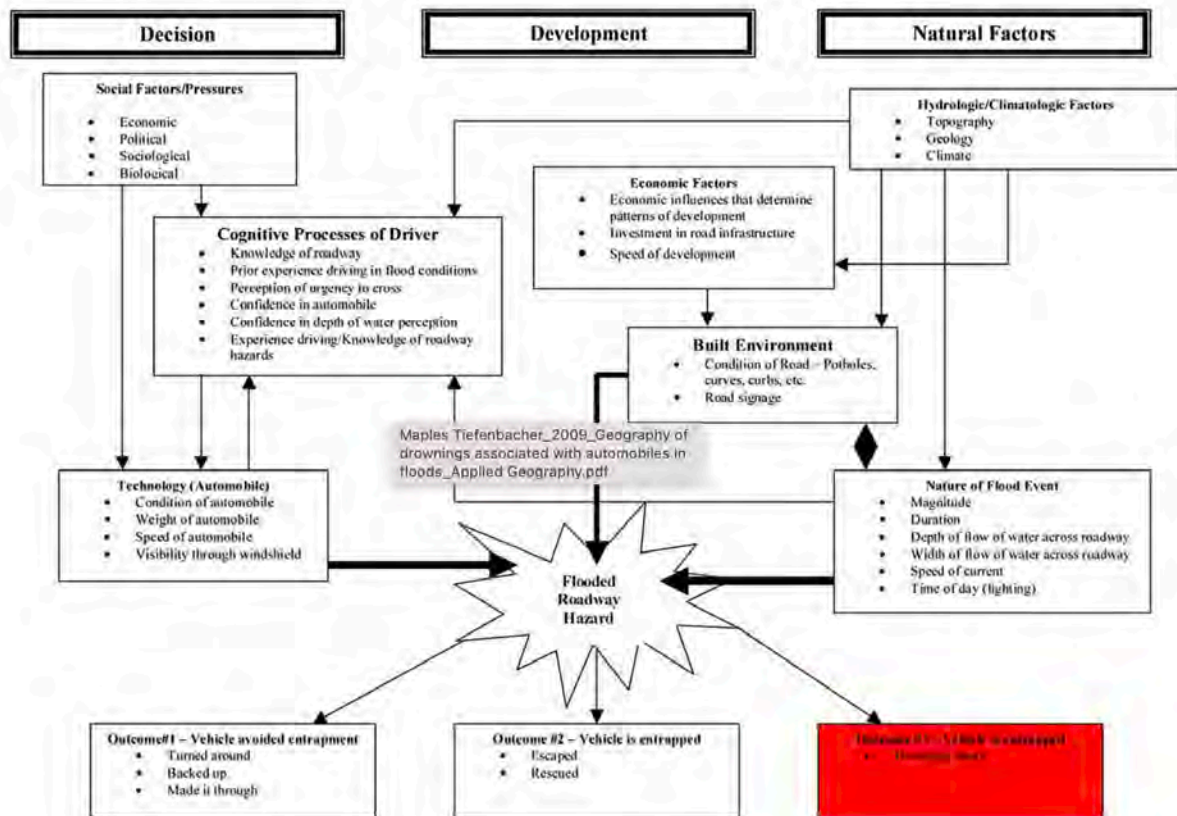 Decision
Development
Natural Factors
Social Factors/Pressures
Economic
Political
Sociological
Biological
Hydrologic/Climatologic Factors
Topography
Geology
Climate
Economic Factors
Economic influences that determine
patterns of development
Investment in road infrastructure
Speed of development
Cognitive Processes of Driver
Knowledge of roadway
Prior experience driving in flood conditions
Perception of urgency to cross
Confidence in automobile
Confidence in depth of water perception
Experience driving/Knowledge of roadway
hazards
Built Environment
Condition of Road – Potholes,
curves, curbs, etc.
Road signage
Maples Tiefenbacher_2009_Geography of
drownings associated with automobiles in
floods_Applied Geography.pdf
Technology (Automobile)
Condition of automobile
Weight of automobile
Speed of automobile
Visibility through windshield
Nature of Flood Event
Magnitude
Duration
Depth of flow of water across roadway
Width of flow of water across roadway
Speed of current
Time of day (lighting)
Flooded
Roadway
Hazard
Outcome#1 – Vehicle avoided entrapment
Turned around
Backed up
Made it through
Outcome #2 – Vehicle is entrapped
Escaped
Rescued
Outcome #3 – Vehicle is entrapped